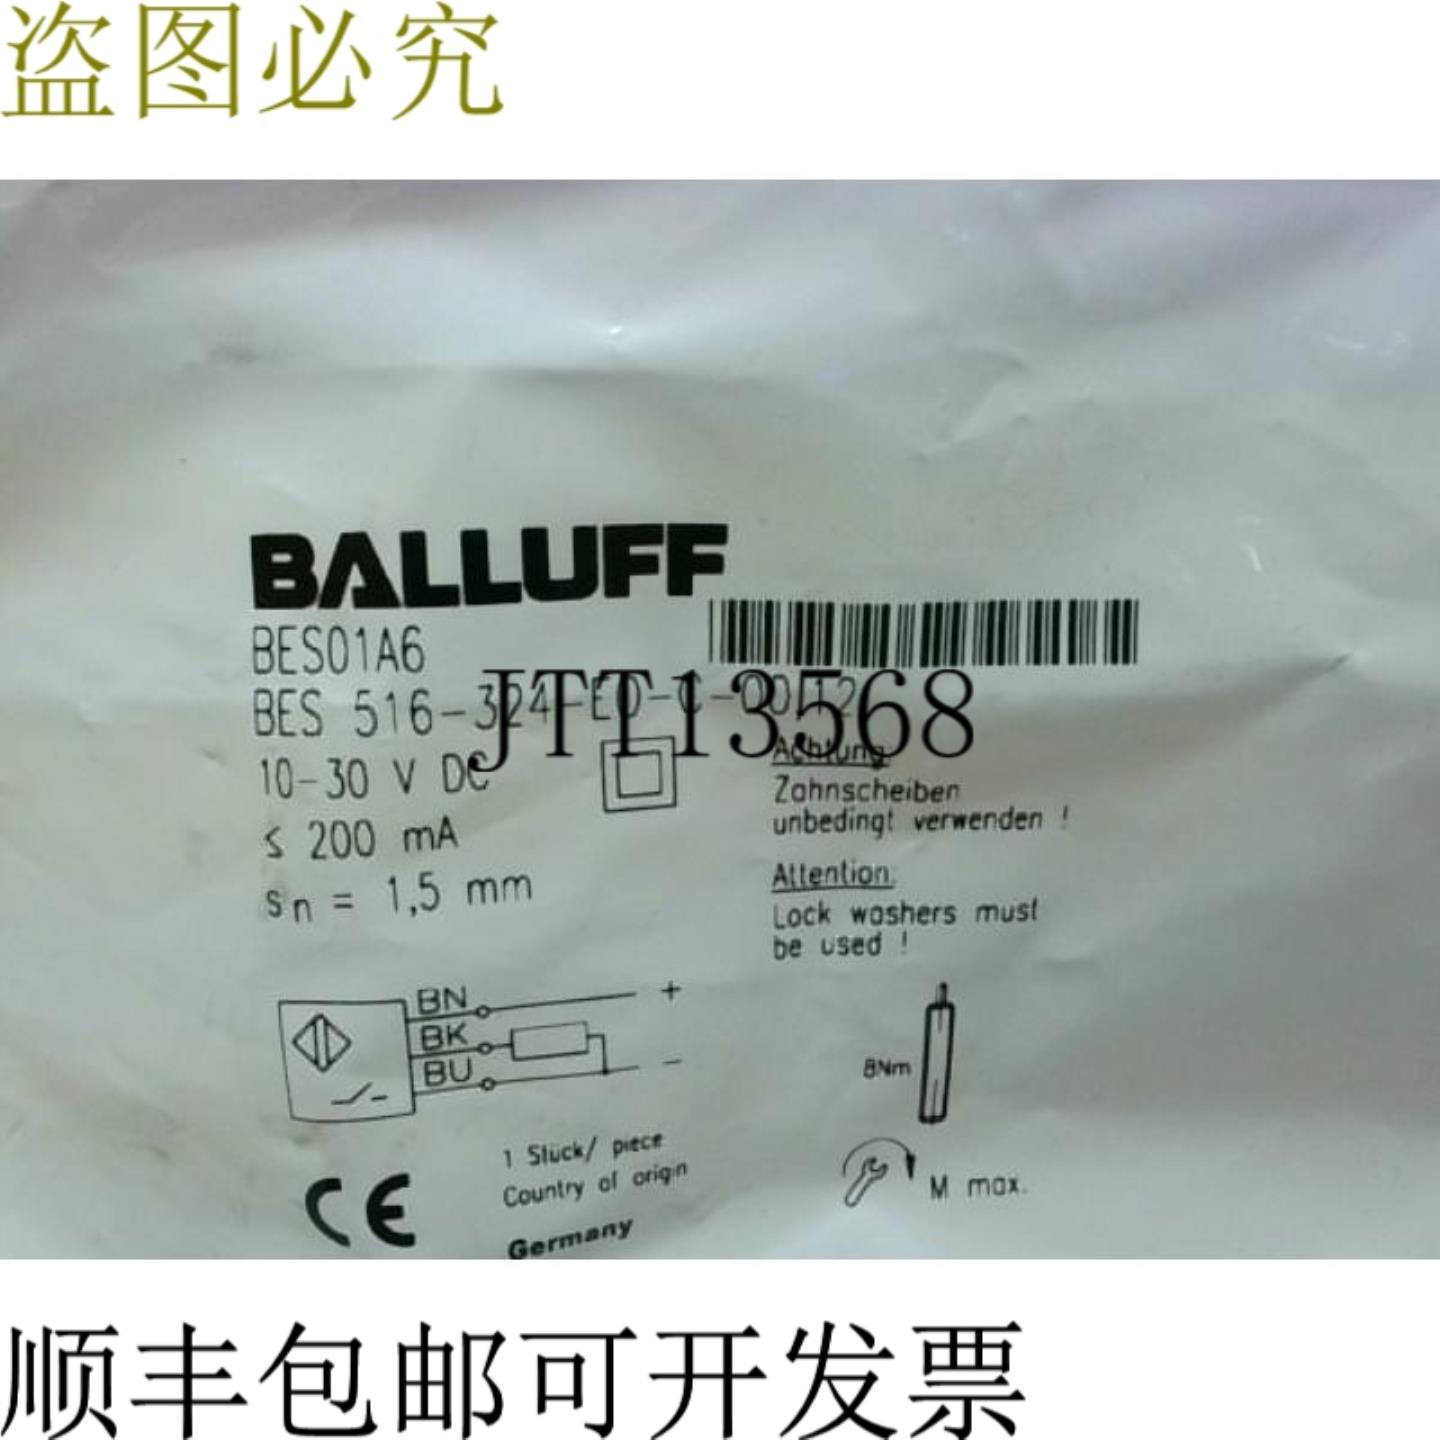 盗图必究
BALLUFF
BES01A6
BES 516-324-E0-C-
JTT13568
10-30 V DC
≤ 200 mA
sn = 1,5 mm
Achtung:
Zahnscheiben
unbedingt verwenden !
Attention:
Lock washers must
be used !
BN
+
BK
BU
-
8Nm
M max.
1 Stück/ piece
Country of origin
Germany
CE
顺丰包邮可开发票